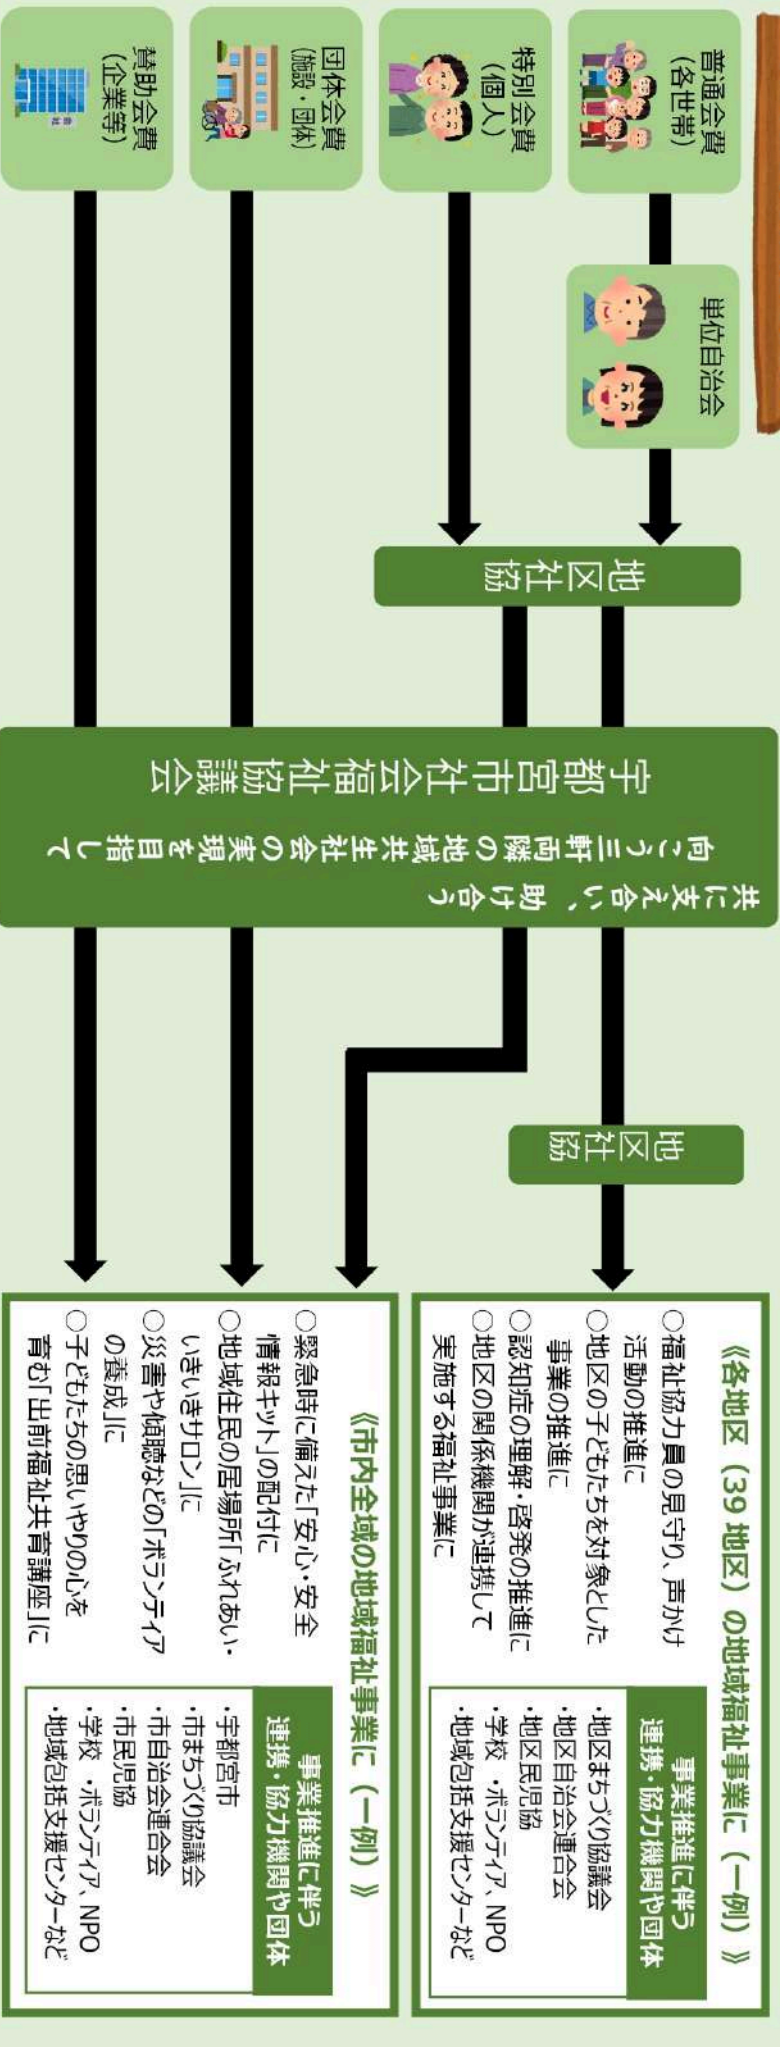 普通会費
(各世帯)
単位自治会
特別会費
(個人)
団体会費
(施設・団体)
会社
賛助会費
(企業等)
地区社協
宇都宮市社会福祉協議会
共に支え合い、助け合う
向こう三軒両隣の地域共生社会の実現を目指して
地区社協
《各地区（39地区）の地域福祉事業に（一例）》
○福祉協力員の見守り、声かけ
活動の推進に
○地区の子どもたちを対象とした
事業の推進に
○認知症の理解・啓発の推進に
○地区の関係機関が連携して
実施する福祉事業に
事業推進に伴う
連携・協力機関や団体
・地区まちづくり協議会
・地区自治会連合会
・地区民児協
・学校 ・ボランティア、NPO
・地域包括支援センターなど
《市内全域の地域福祉事業に（一例）》
○緊急時に備えた「安心・安全
情報キット」の配付に
○地域住民の居場所「ふれあい・
いきいきサロン」に
○災害や傾聴などの「ボランティア
の養成」に
○子どもたちの思いやりの心を
育む「出前福祉共育講座」に
事業推進に伴う
連携・協力機関や団体
・宇都宮市
・市まちづくり協議会
・市自治会連合会
・市民児協
・学校 ・ボランティア、NPO
・地域包括支援センターなど